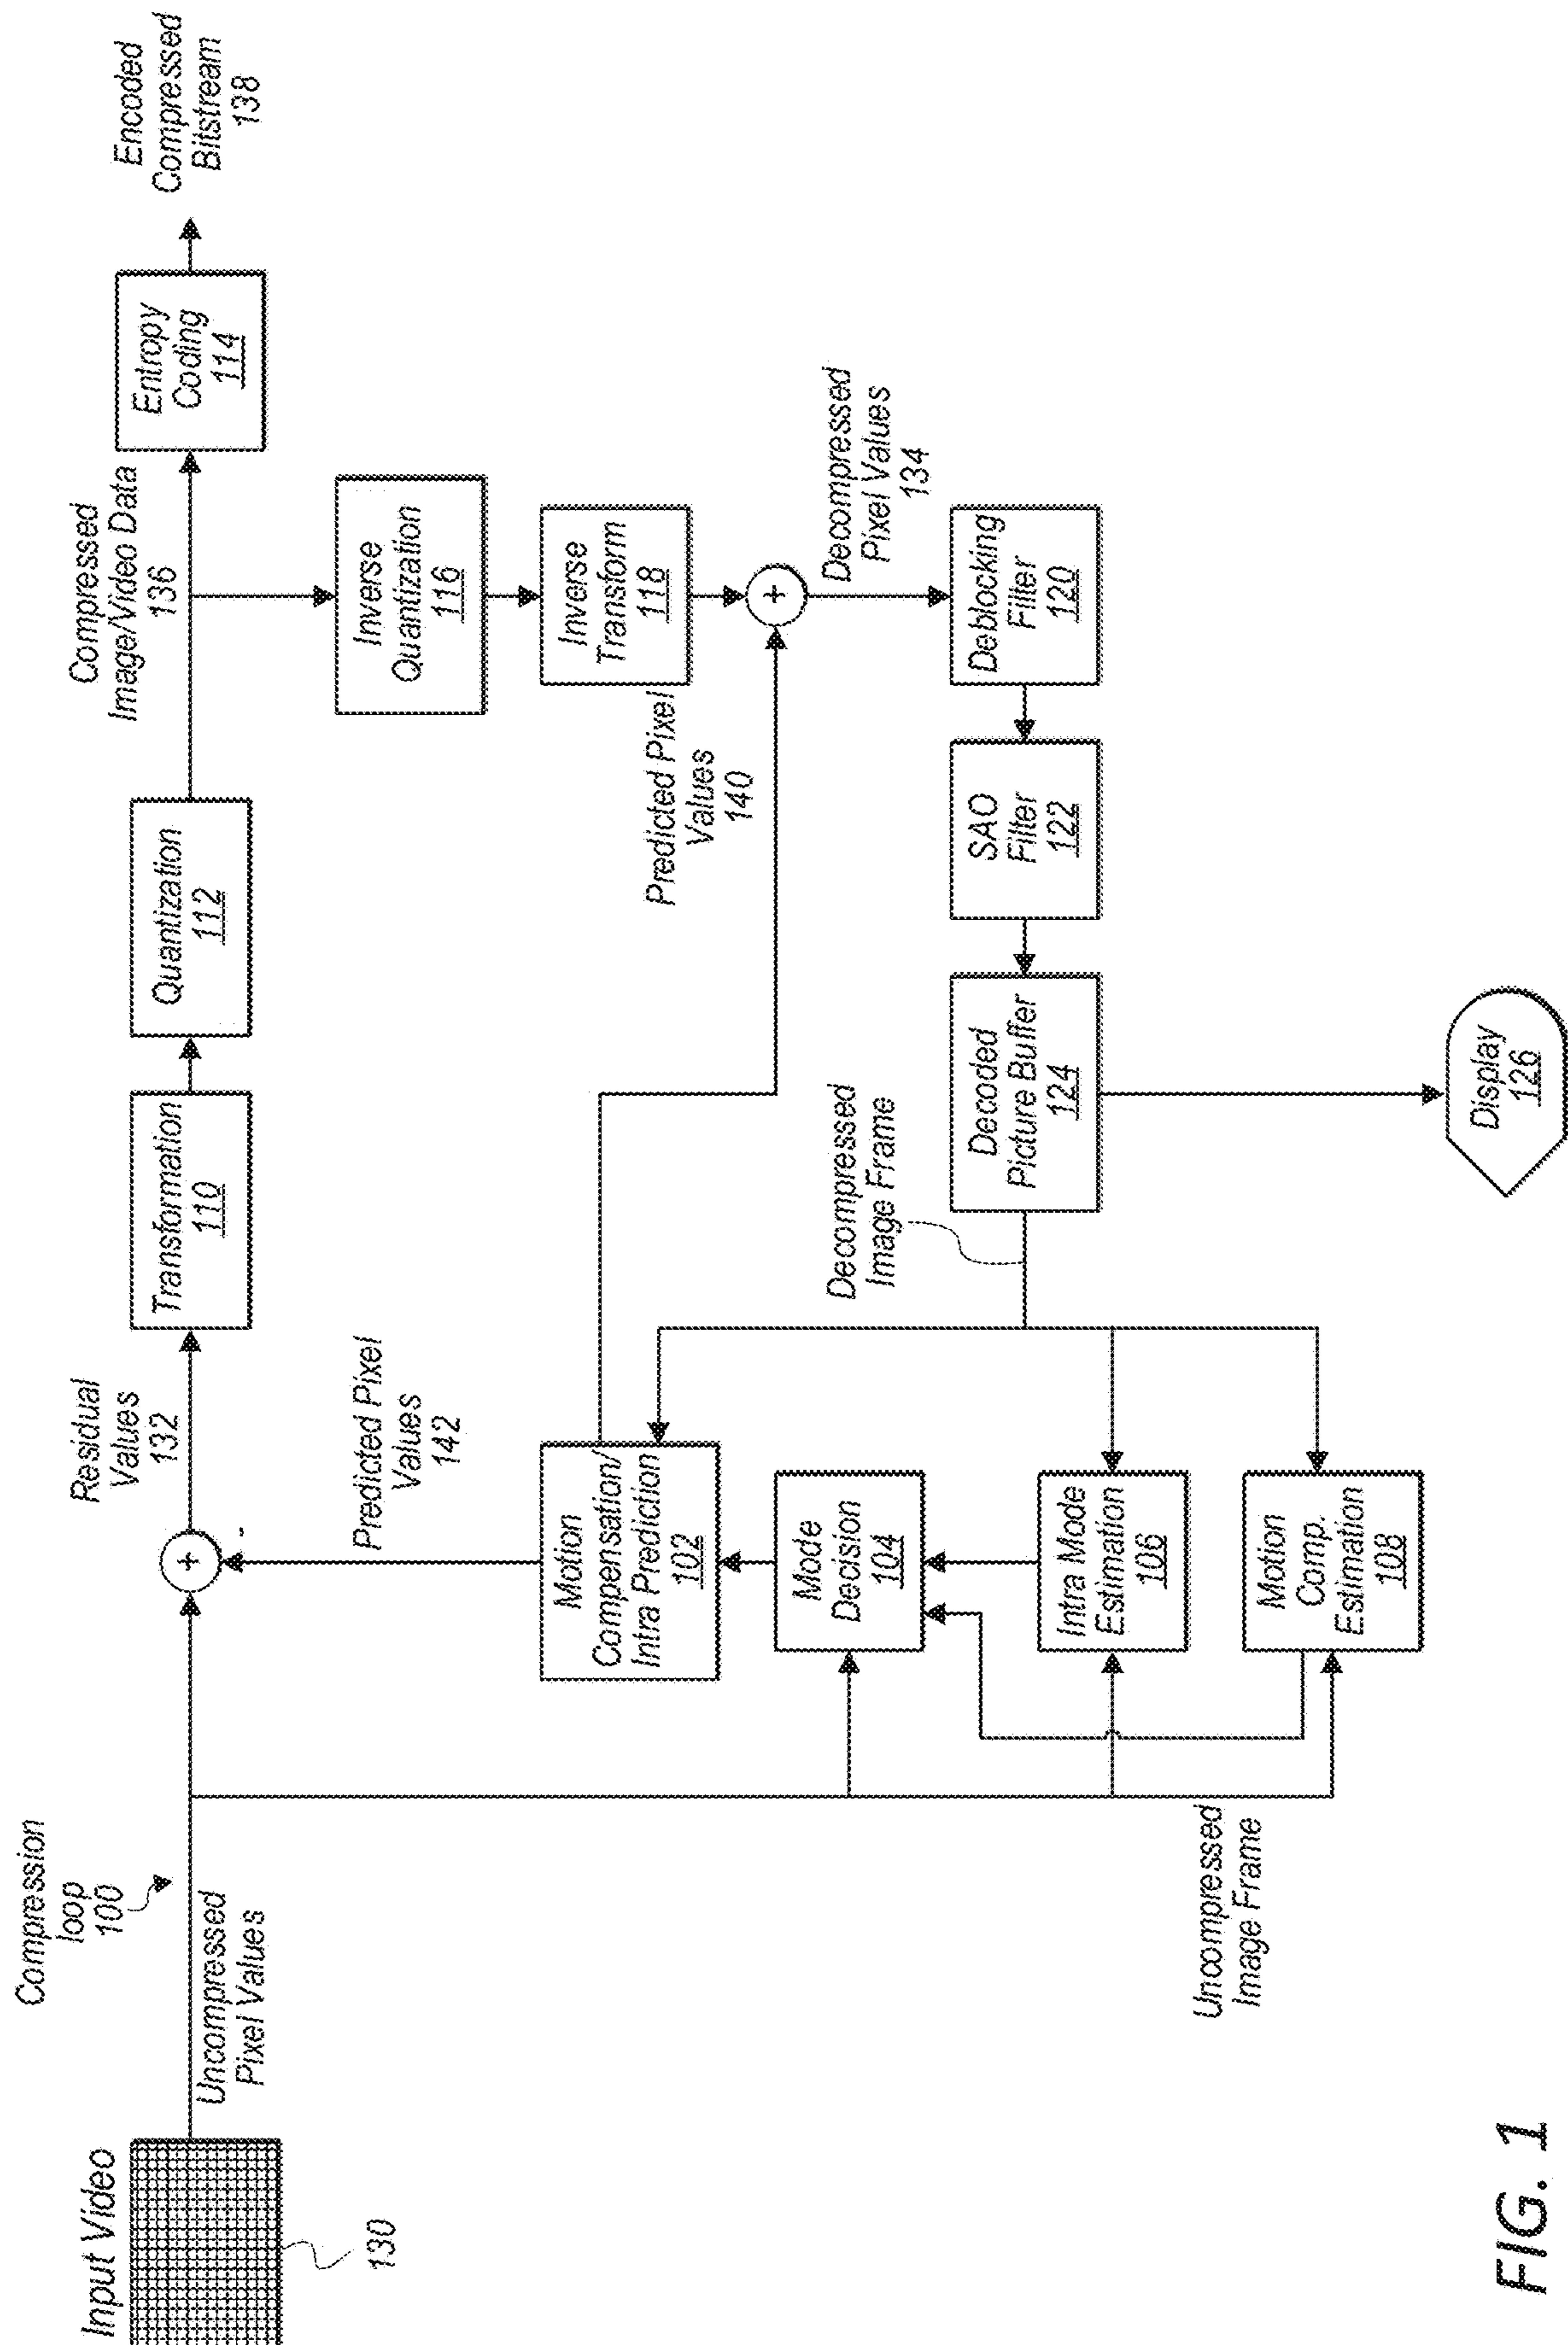 Input Video
130
Compression
loop
100
Uncompressed
Pixel Values
Residual
Values
132
Transformation
110
Quantization
112
Compressed
Image/Video Data
136
Entropy
Coding
114
Encoded
Compressed
Bitstream
138
+
-
Predicted Pixel
Values
142
Inverse
Quantization
116
Inverse
Transform
118
Predicted Pixel
Values
140
+
Decompressed
Pixel Values
134
Motion
Compensation/
Intra Prediction
102
Mode
Decision
104
Intra Mode
Estimation
106
Motion
Comp.
Estimation
108
Decompressed
Image Frame
Decoded
Picture Buffer
124
SAO
Filter
122
Deblocking
Filter
120
Display
126
Uncompressed
Image Frame
FIG. 1